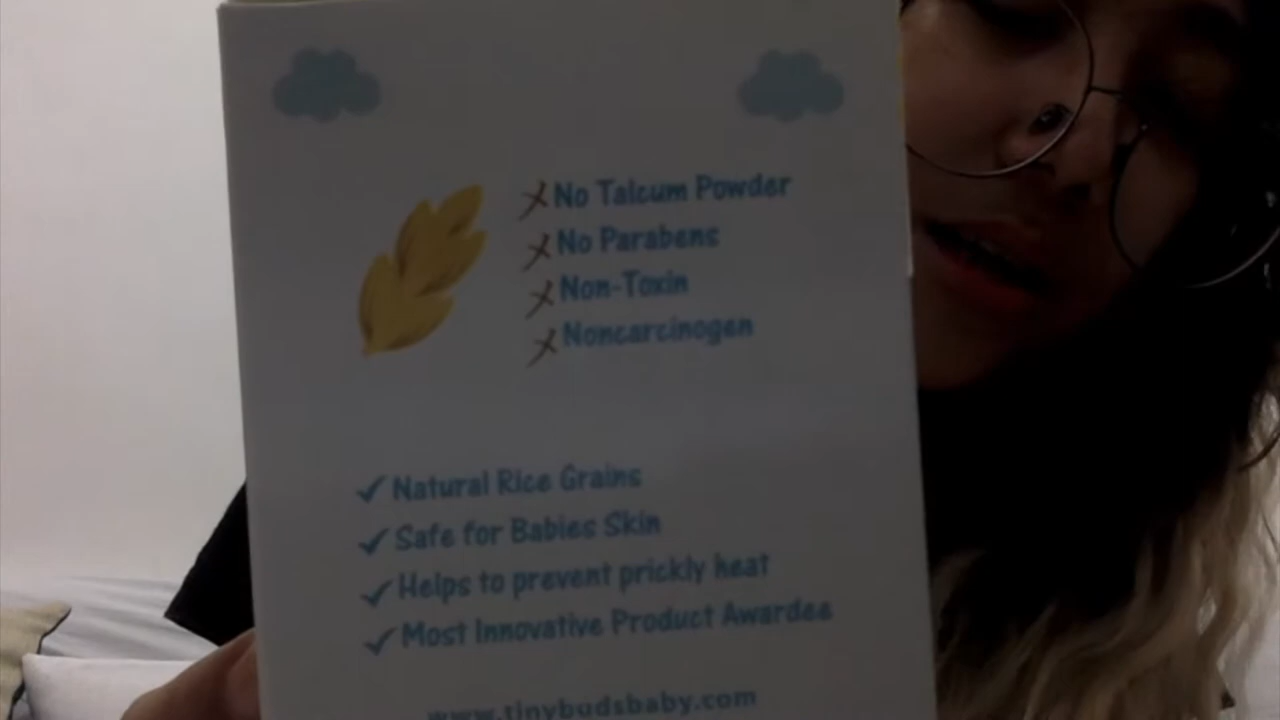 No Talcum Powder
No Parabens
Non-Toxin
Noncarcinogen
Natural Rice Grains
Safe for Babies Skin
Helps to prevent prickly heat
Most Innovative Product Awardee
www.tinybudsbaby.com